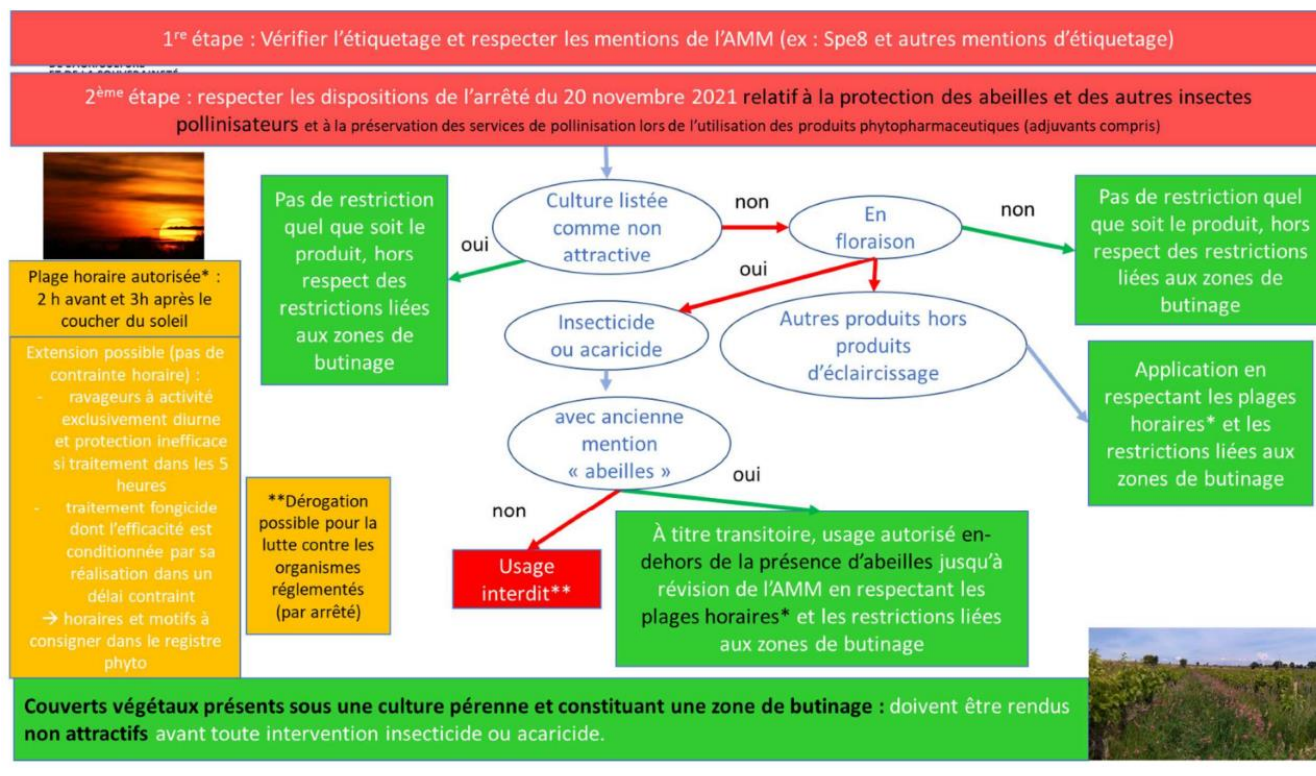 1re étape : Vérifier l'étiquetage et respecter les mentions de l'AMM (ex : Spe8 et autres mentions d'étiquetage)
2ème étape : respecter les dispositions de l'arrêté du 20 novembre 2021 relatif à la protection des abeilles et des autres insectes
pollinisateurs et à la préservation des services de pollinisation lors de l'utilisation des produits phytopharmaceutiques (adjuvants compris)
Plage horaire autorisée* :
2 h avant et 3h après le
coucher du soleil
Extension possible (pas de
contrainte horaire) :
- ravageurs à activité
exclusivement diurne
et protection inefficace
si traitement dans les 5
heures
- traitement fongicide
dont l'efficacité est
conditionnée par sa
réalisation dans un
délai contraint
→ horaires et motifs à
consigner dans le registre
phyto
Pas de restriction
quel que soit le
produit, hors
respect des
restrictions liées
aux zones de
butinage
oui
Culture listée
comme non
attractive
non
En
floraison
non
Pas de restriction quel
que soit le produit, hors
respect des restrictions
liées aux zones de
butinage
oui
Insecticide
ou acaricide
Autres produits hors
produits
d'éclaircissage
Application en
respectant les plages
horaires* et les
restrictions liées aux
zones de butinage
avec ancienne
mention
« abeilles »
oui
non
**Dérogation
possible pour la
lutte contre les
organismes
réglementés
(par arrêté)
Usage
interdit**
À titre transitoire, usage autorisé en-
dehors de la présence d'abeilles jusqu'à
révision de l'AMM en respectant les
plages horaires* et les restrictions liées
aux zones de butinage
Couverts végétaux présents sous une culture pérenne et constituant une zone de butinage : doivent être rendus
non attractifs avant toute intervention insecticide ou acaricide.